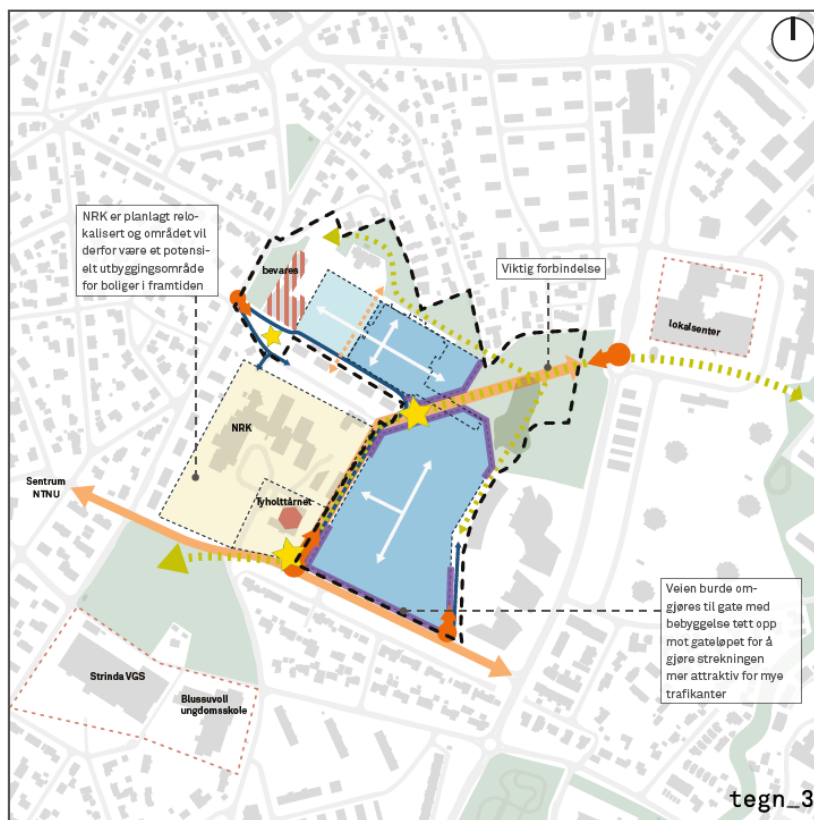 NRK er planlagt relo-
kalisert og området vil
derfor være et potensi-
elt utbyggingsområde
for boliger i framtiden
bevares
Viktig forbindelse
lokalsenter
NRK
Sentrum
NTNU
Tyholttårnet
Veien burde om-
gjøres til gate med
bebyggelse tett opp
mot gateløpet for å
gjøre strekningen
mer attraktiv for mye
trafikanter
Strinda VGS
Blussuvoll
ungdomsskole
tegn_3